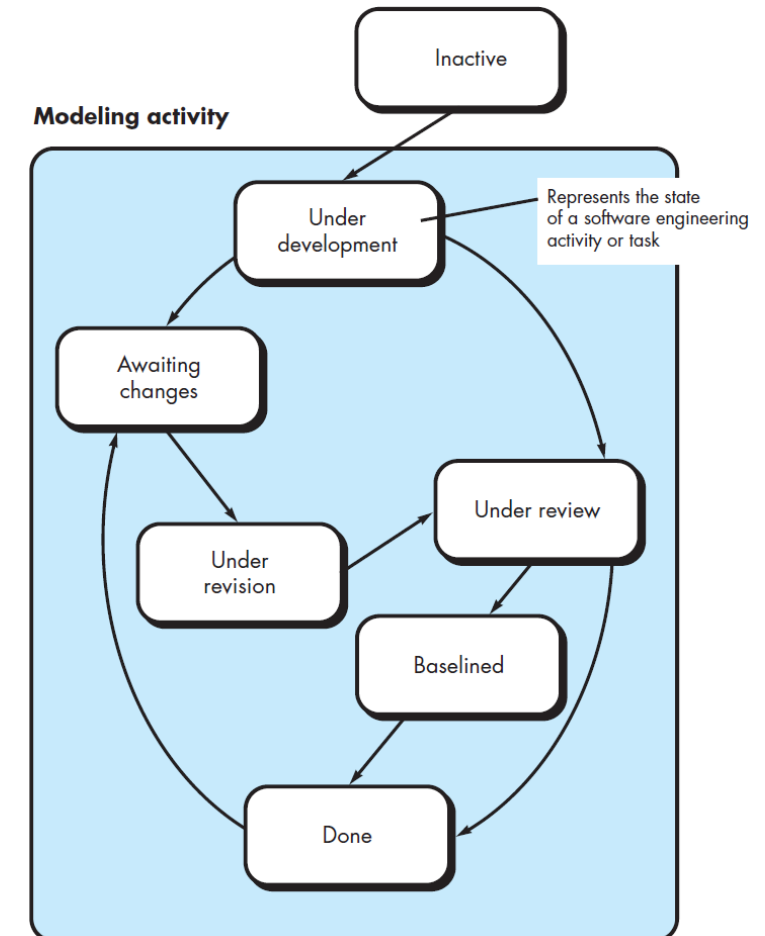 Inactive
Modeling activity
Under
development
Represents the state
of a software engineering
activity or task
Awaiting
changes
Under review
Under
revision
Baselined
Done